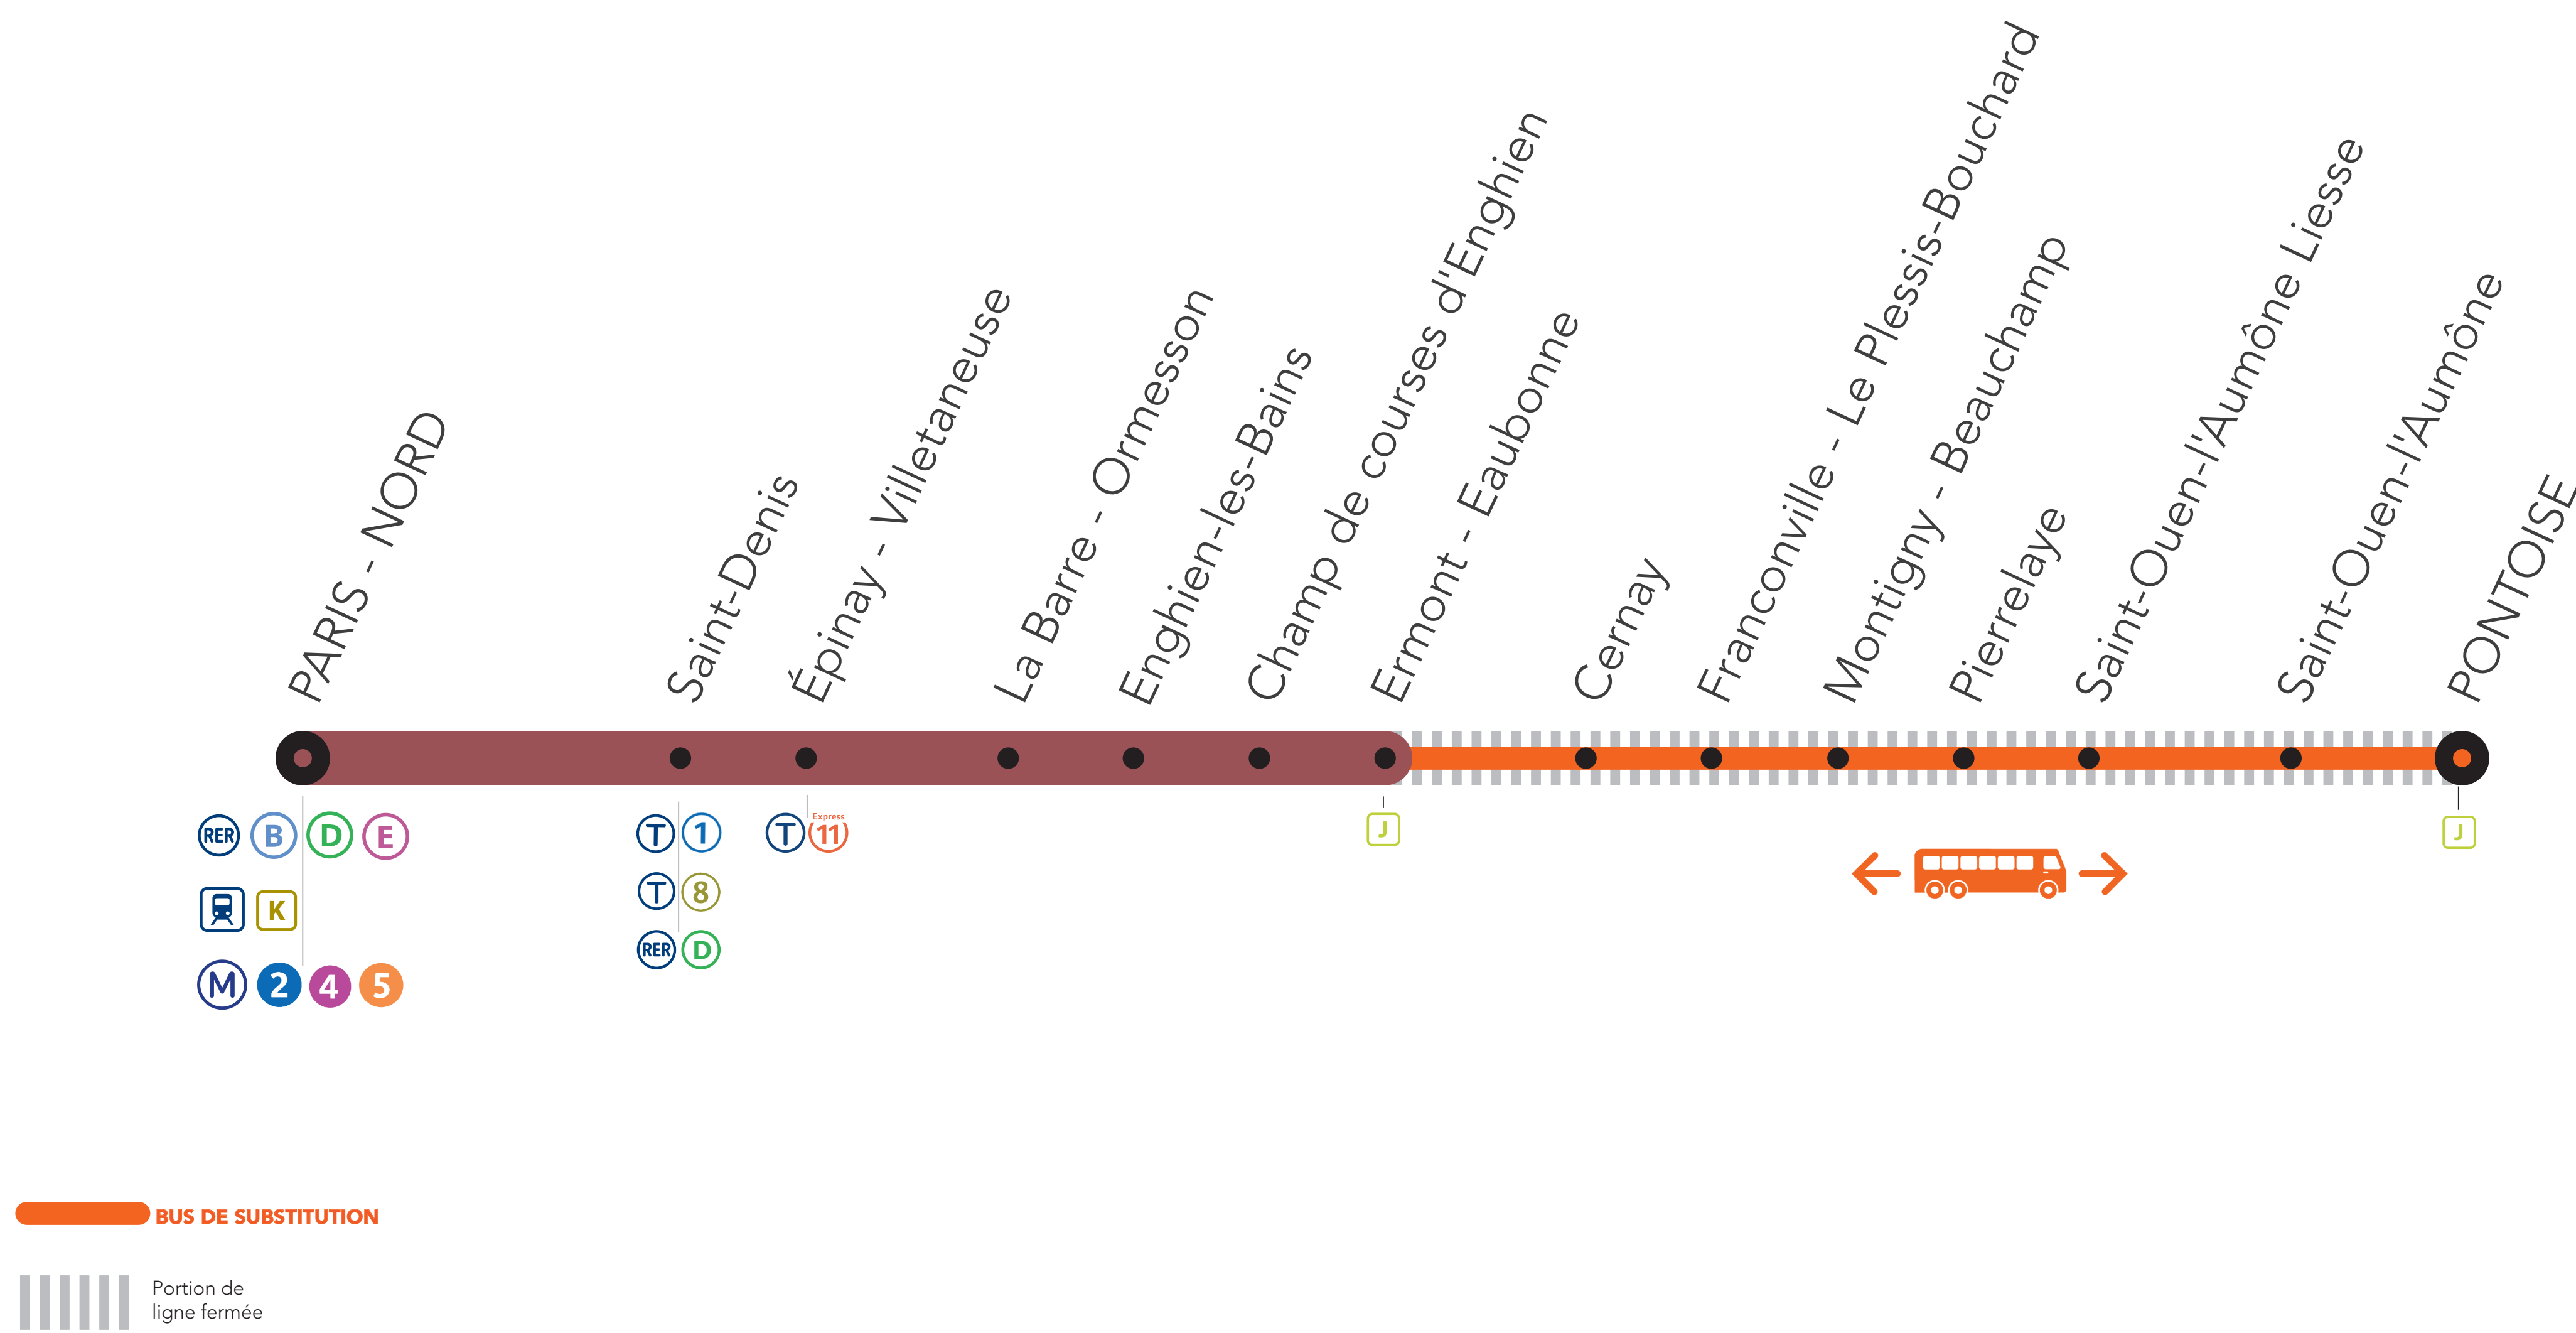 PARIS - NORD
Saint-Denis
Épinay - Villetaneuse
La Barre - Ormesson
Enghien-les-Bains
Champ de courses d'Enghien
Ermont - Eaubonne
Cernay
Franconville - Le Plessis-Bouchard
Montigny - Beauchamp
Pierrelaye
Saint-Ouen-l'Aumône Liesse
Saint-Ouen-l'Aumône
PONTOISE
RER B D E
K
M 2 4 5
T 1
T 8
RER D
T Express 11
J
J
BUS DE SUBSTITUTION
Portion de
ligne fermée